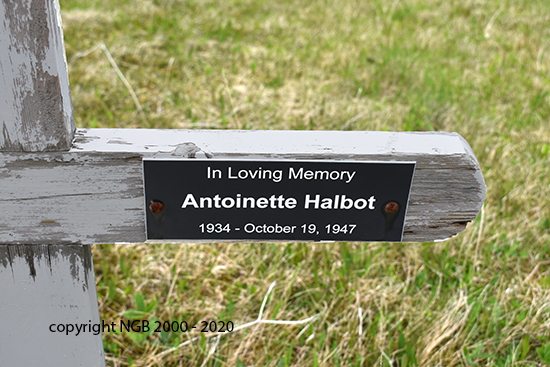 In Loving Memory
Antoinette Halbot
1934 - October 19, 1947
copyright NGB 2000 - 2020